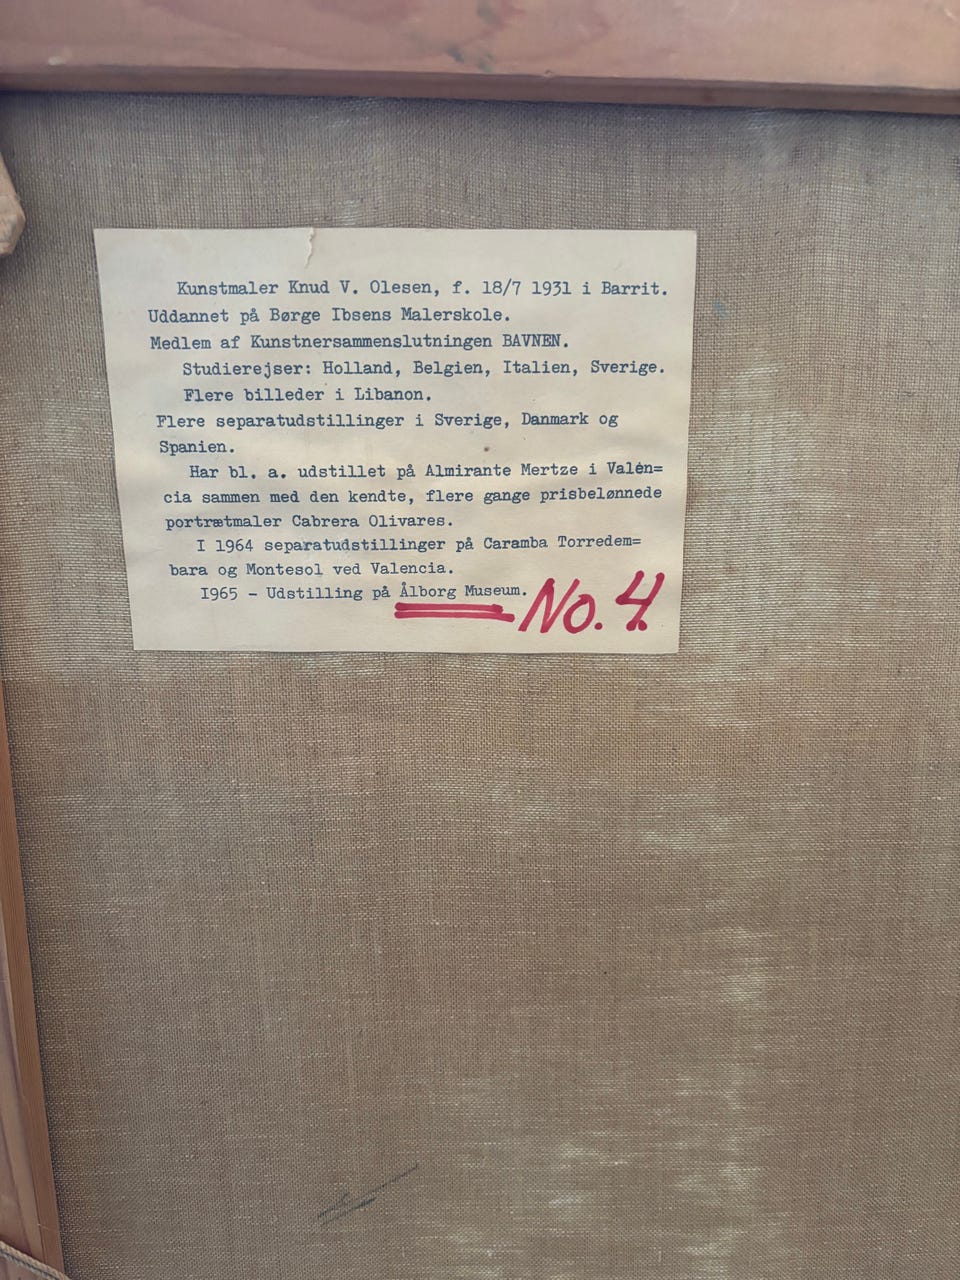 Kunstmaler Knud V. Olesen, f. 18/7 1931 i Barrit.
Uddannet på Børge Ibsens Malerskole.
Medlem af Kunstnersammenslutningen BAVNEN.
Studierejser: Holland, Belgien, Italien, Sverige.
Flere billeder i Libanon.
Flere separatudstillinger i Sverige, Danmark og
Spanien.
Har bl. a. udstillet på Almirante Mertze i Valén=
cia sammen med den kendte, flere gange prisbelønnede
portrætmaler Cabrera Olivares.
I 1964 separatudstillinger på Caramba Torredem=
bara og Montesol ved Valencia.
I965 - Udstilling på Ålborg Museum.
No. 4.